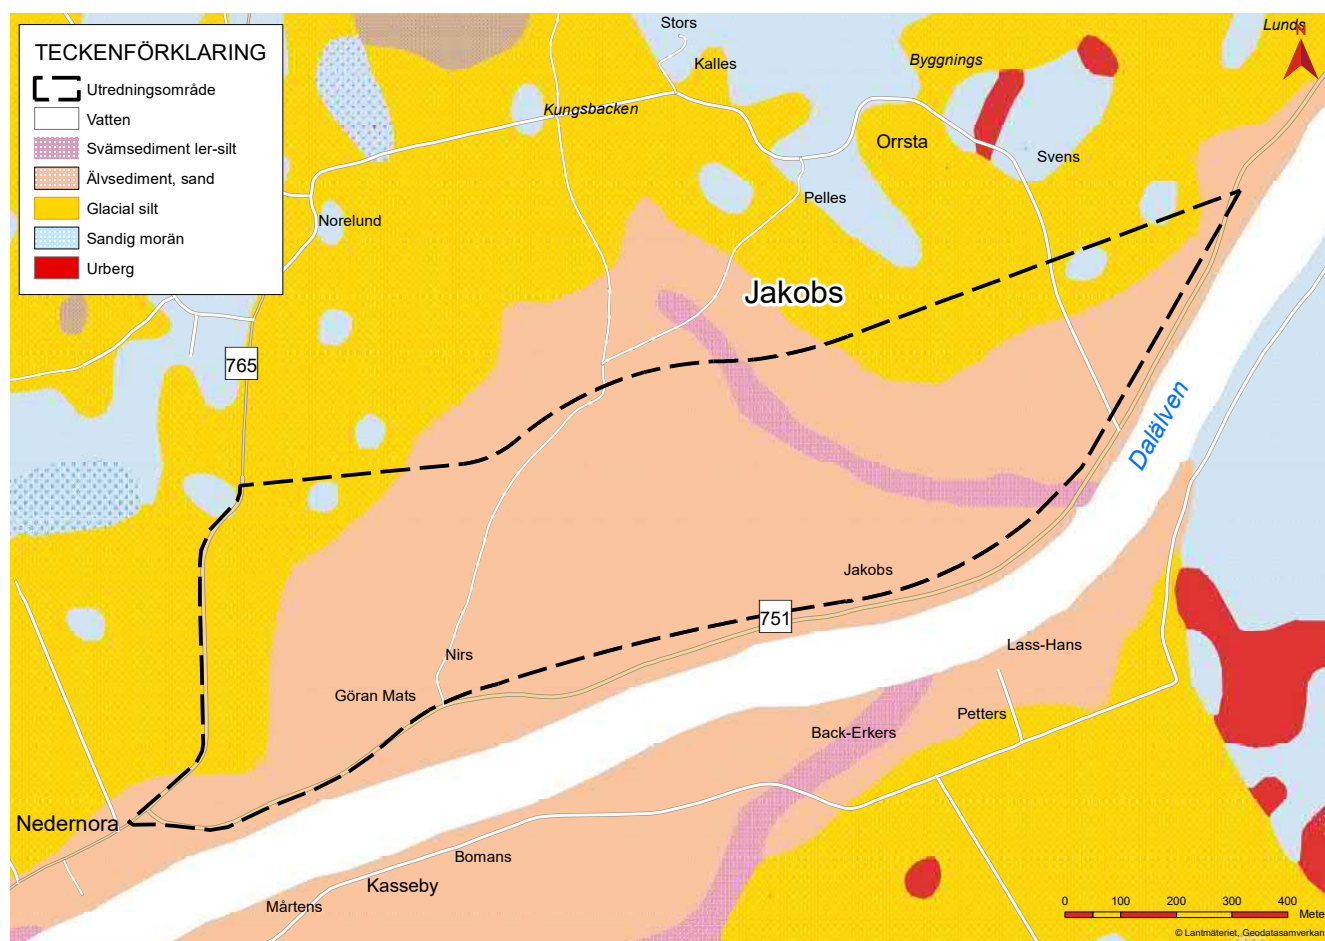 TECKENFÖRKLARING
Utredningsområde
Vatten
Svämsediment ler-silt
Älvsediment, sand
Glacial silt
Sandig morän
Urberg
Stors
Kalles
Kungsbacken
Byggnings
Lunds
N
Orrsta
Svens
Pelles
Norelund
Jakobs
765
Dalälven
Jakobs
751
Nirs
Göran Mats
Lass-Hans
Petters
Back-Erkers
Nedernora
Bomans
Kasseby
Mårtens
0 100 200 300 400
Mete
© Lantmäteriet, Geodatasamverkan